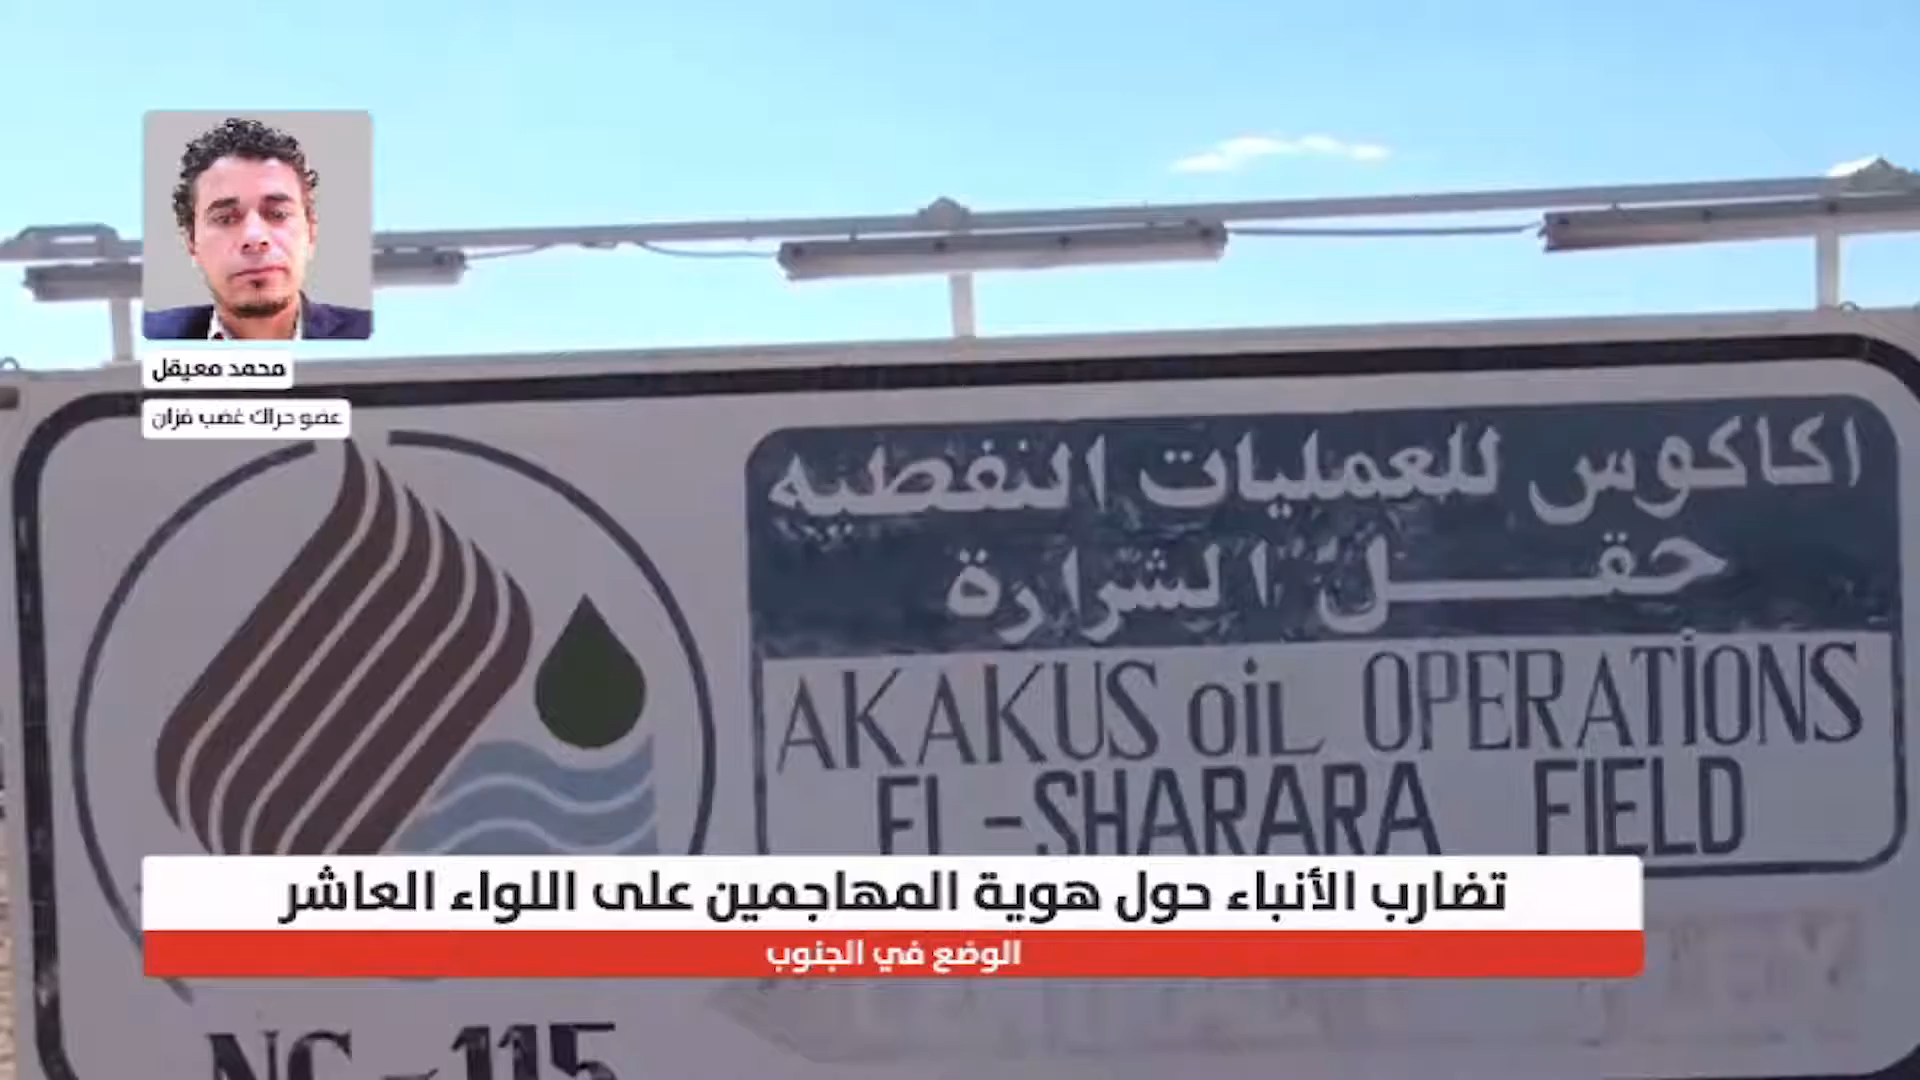 محمد معيقل
عضو حراك غضب فزان
اكاكوس للعمليات النفطيه
حقل الشرارة
AKAKUS oiL OPERATIONS
EL-SHARARA FIELD
تضارب الأنباء حول هوية المهاجمين على اللواء العاشر
الوضع في الجنوب
NC-115